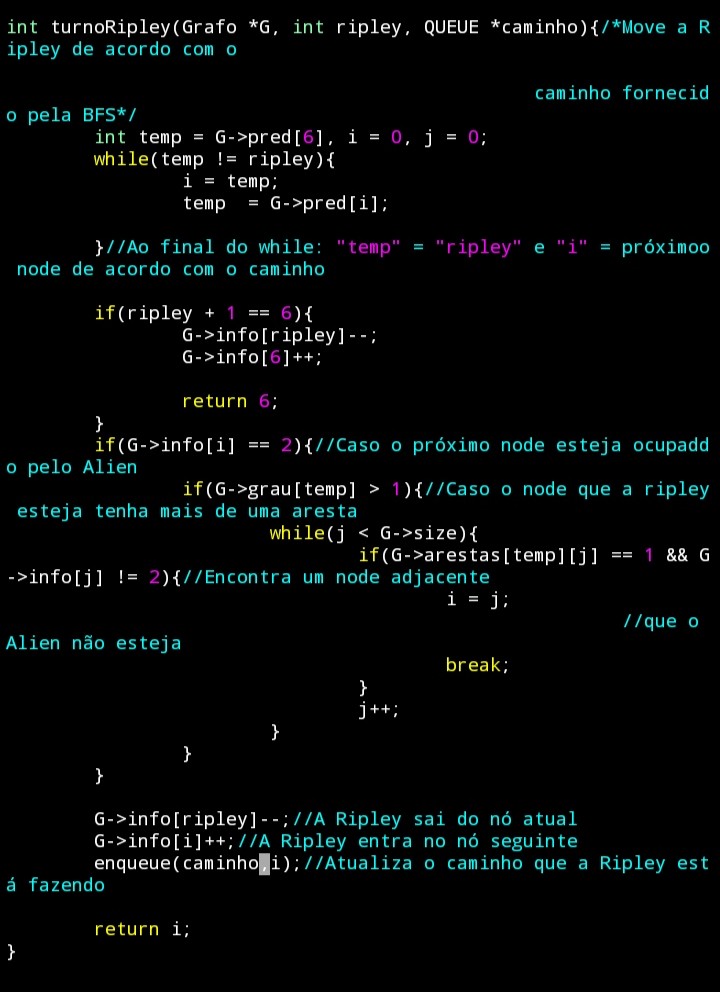 int turnoRipley(Grafo *G, int ripley, QUEUE *caminho){/*Move a R
ipley de acordo com o
caminho fornecid
o pela BFS*/
int temp = G->pred[6], i = 0, j = 0;
while(temp != ripley){
i = temp;
temp  = G->pred[i];
}//Ao final do while: "temp" = "ripley" e "i" = próximoo
 node de acordo com o caminho
if(ripley + 1 == 6){
G->info[ripley]--;
G->info[6]++;
return 6;
}
if(G->info[i] == 2){//Caso o próximo node esteja ocupadd
o pelo Alien
if(G->grau[temp] > 1){//Caso o node que a ripley
 esteja tenha mais de uma aresta
while(j < G->size){
if(G->arestas[temp][j] == 1 && G
->info[j] != 2){//Encontra um node adjacente
i = j;
//que o
Alien não esteja
break;
}
j++;
}
}
}
G->info[ripley]--;//A Ripley sai do nó atual
G->info[i]++;//A Ripley entra no nó seguinte
enqueue(caminho,i);//Atualiza o caminho que a Ripley est
á fazendo
return i;
}